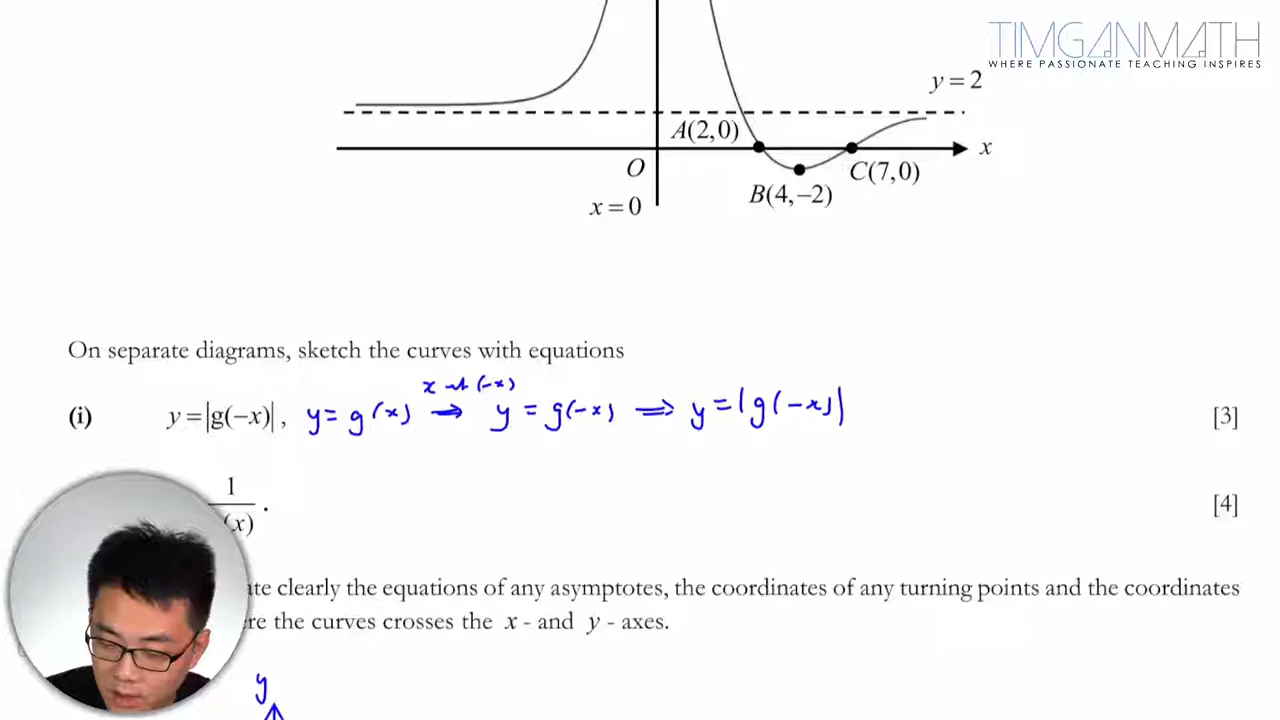 TIMGANMATH
WHERE PASSIONATE TEACHING INSPIRES
y = 2
A(2,0)
x
O
C(7,0)
B(4,−2)
x = 0
On separate diagrams, sketch the curves with equations
x → (−x)
(i) y = |g(−x)|, y = g(x) → y = g(−x) ⟹ y = |g(−x)| [3]
1
(x) . [4]
clearly the equations of any asymptotes, the coordinates of any turning points and the coordinates
the curves crosses the x - and y - axes.
y